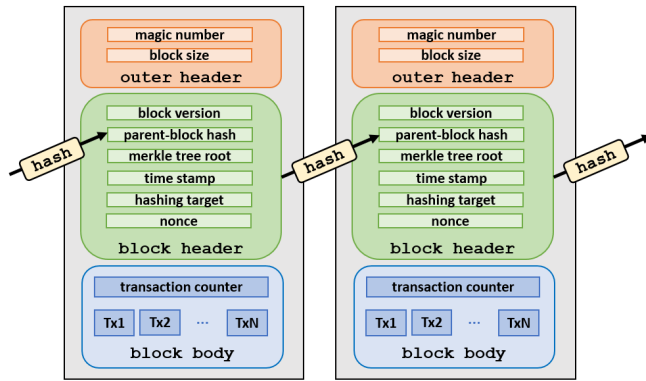 magic number
block size
outer header
block version
parent-block hash
merkle tree root
time stamp
hashing target
nonce
block header
transaction counter
Tx1 Tx2 ... TxN
block body
hash
magic number
block size
outer header
block version
parent-block hash
merkle tree root
time stamp
hashing target
nonce
block header
transaction counter
Tx1 Tx2 ... TxN
block body
hash
hash